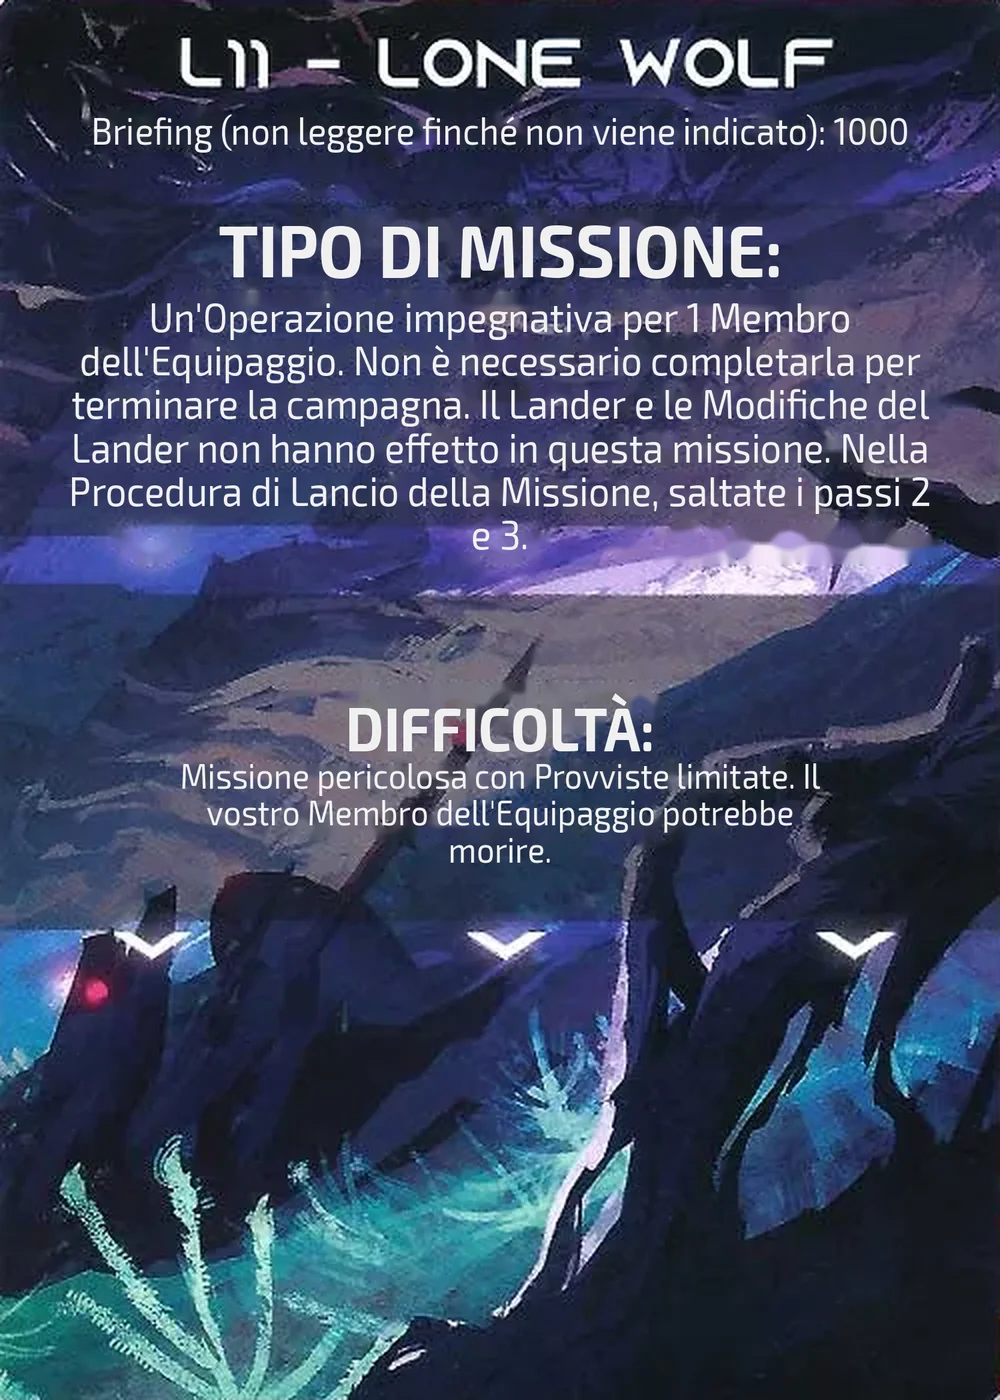 L11 - LONE WOLF
Briefing (non leggere finché non viene indicato): 1000
TIPO DI MISSIONE:
Un'Operazione impegnativa per 1 Membro
dell'Equipaggio. Non è necessario completarla per
terminare la campagna. Il Lander e le Modifiche del
Lander non hanno effetto in questa missione. Nella
Procedura di Lancio della Missione, saltate i passi 2
e 3.
DIFFICOLTÀ:
Missione pericolosa con Provviste limitate. Il
vostro Membro dell'Equipaggio potrebbe
morire.